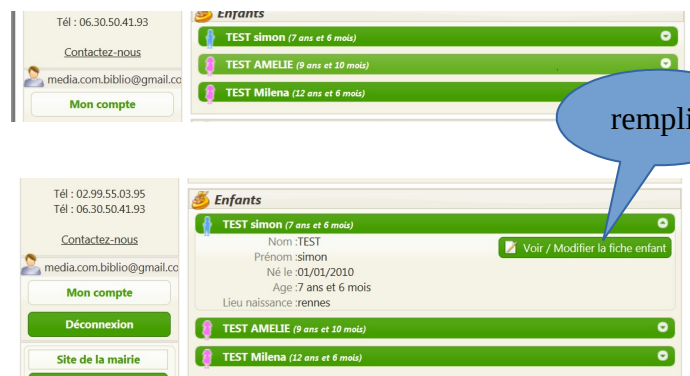 Tél : 06.30.50.41.93
Contactez-nous
media.com.biblio@gmail.co
Mon compte
Enfants
TEST simon (7 ans et 6 mois)
TEST AMELIE (9 ans et 10 mois)
TEST Milena (12 ans et 6 mois)
rempli
Tél : 02.99.55.03.95
Tél : 06.30.50.41.93
Contactez-nous
media.com.biblio@gmail.co
Mon compte
Déconnexion
Site de la mairie
Enfants
TEST simon (7 ans et 6 mois)
Nom :TEST
Prénom :simon
Né le :01/01/2010
Age :7 ans et 6 mois
Lieu naissance :rennes
Voir / Modifier la fiche enfant
TEST AMELIE (9 ans et 10 mois)
TEST Milena (12 ans et 6 mois)